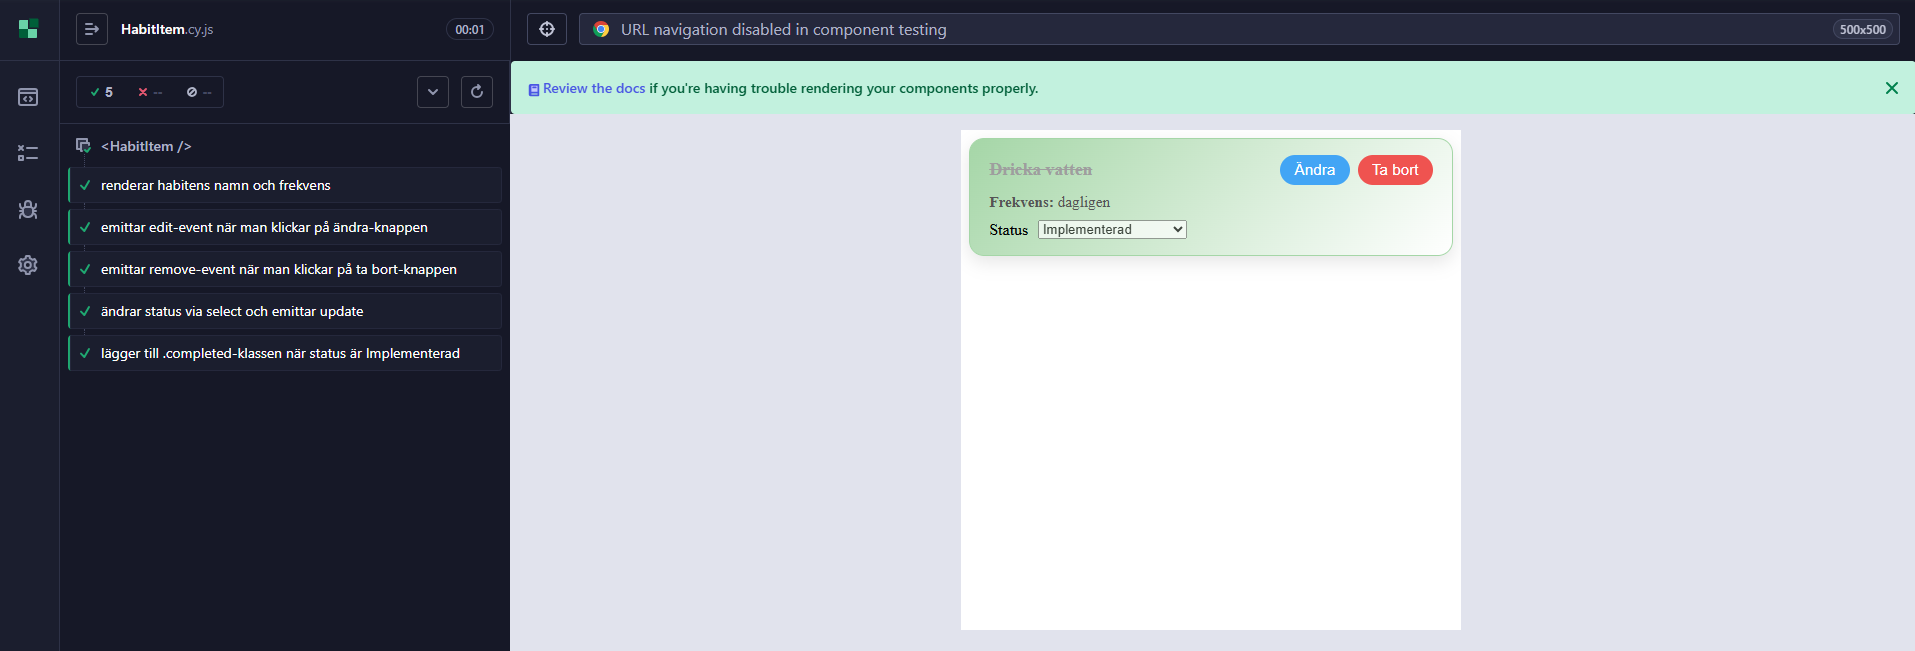 HabitItem.cy.js
00:01
URL navigation disabled in component testing
500x500
5
--
--
Review the docs if you're having trouble rendering your components properly.
<HabitItem />
renderar habitens namn och frekvens
emittar edit-event när man klickar på ändra-knappen
emittar remove-event när man klickar på ta bort-knappen
ändrar status via select och emittar update
lägger till .completed-klassen när status är Implementerad
Dricka vatten
Ändra
Ta bort
Frekvens: dagligen
Status
Implementerad